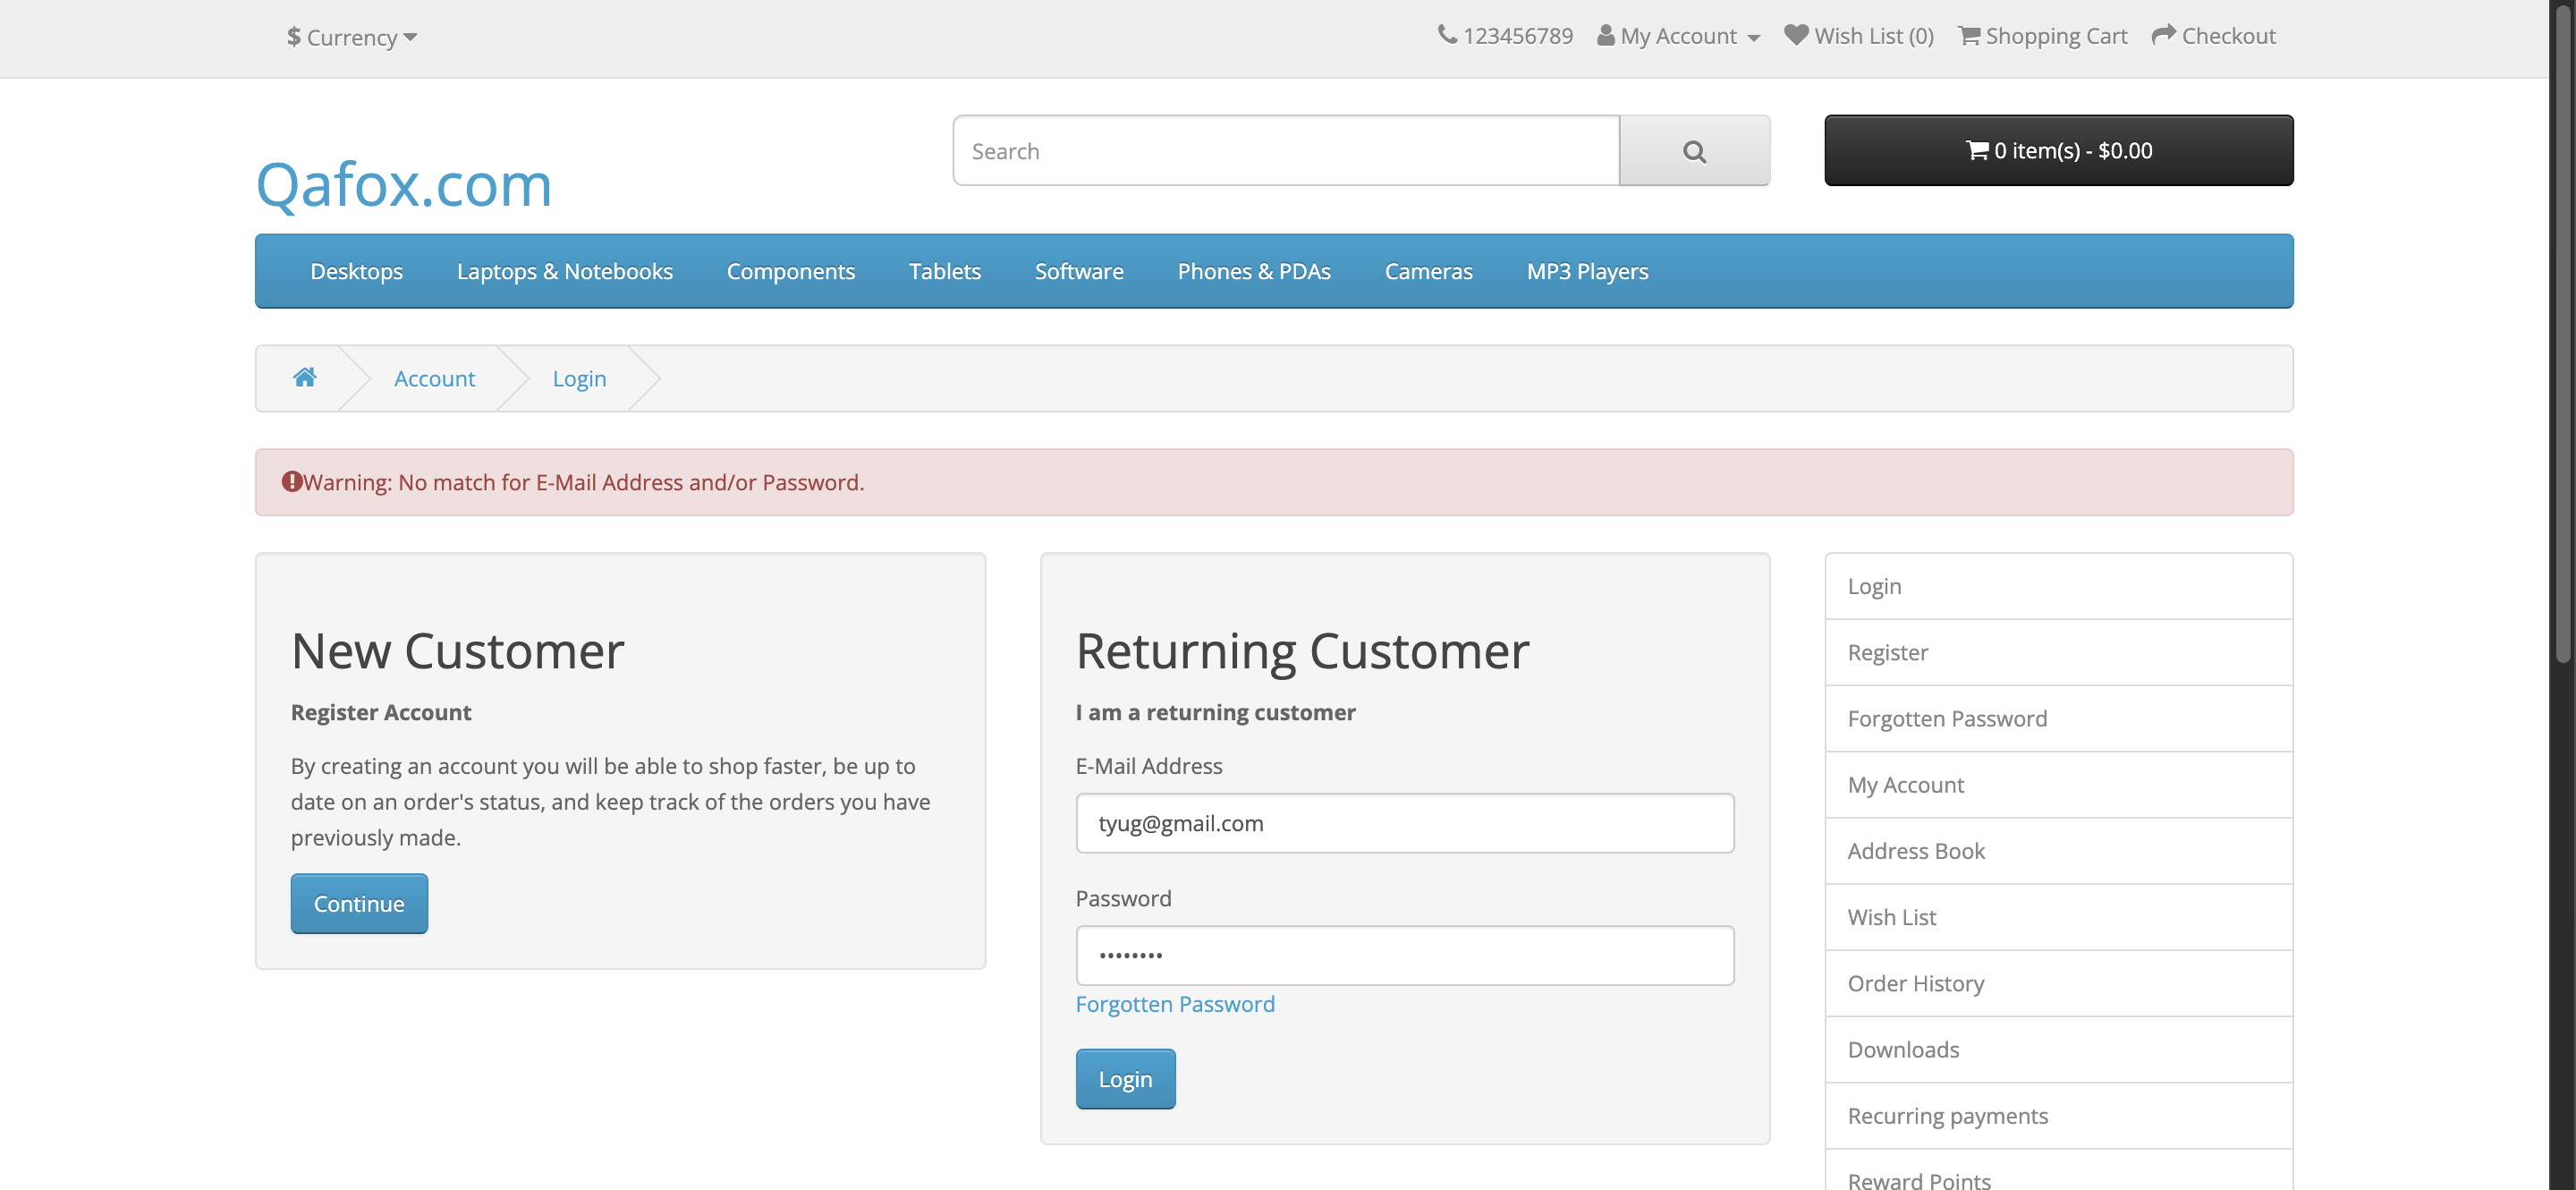 $ Currency
123456789 My Account Wish List (0) Shopping Cart Checkout
Search
0 item(s) - $0.00
Qafox.com
Desktops Laptops & Notebooks Components Tablets Software Phones & PDAs Cameras MP3 Players
Account Login
Warning: No match for E-Mail Address and/or Password.
New Customer
Register Account
By creating an account you will be able to shop faster, be up to
date on an order's status, and keep track of the orders you have
previously made.
Continue
Returning Customer
I am a returning customer
E-Mail Address
tyug@gmail.com
Password
••••••••
Forgotten Password
Login
Login
Register
Forgotten Password
My Account
Address Book
Wish List
Order History
Downloads
Recurring payments
Reward Points